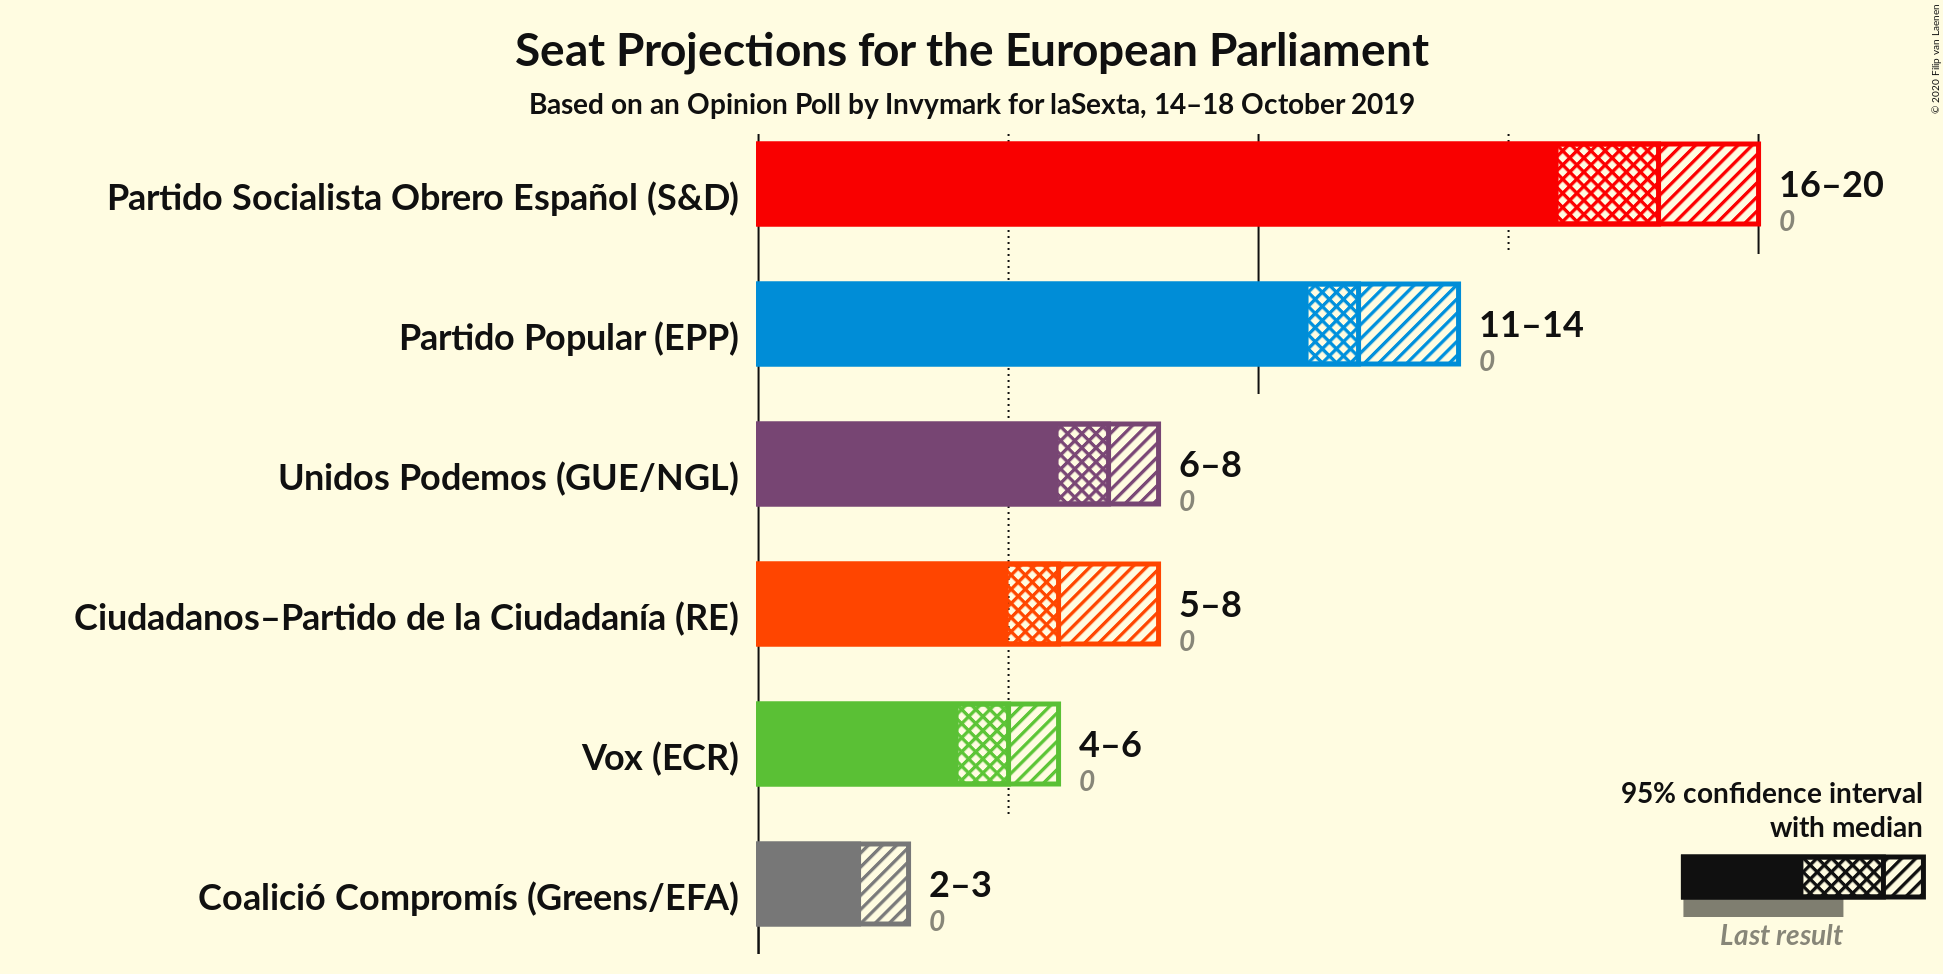 Seat Projections for the European Parliament
Based on an Opinion Poll by Invymark for laSexta, 14–18 October 2019
© 2020 Filip van Laenen
Partido Socialista Obrero Español (S&D)
16–20
0
Partido Popular (EPP)
11–14
0
Unidos Podemos (GUE/NGL)
6–8
0
Ciudadanos–Partido de la Ciudadanía (RE)
5–8
0
Vox (ECR)
4–6
0
Coalició Compromís (Greens/EFA)
2–3
0
95% confidence interval
with median
Last result